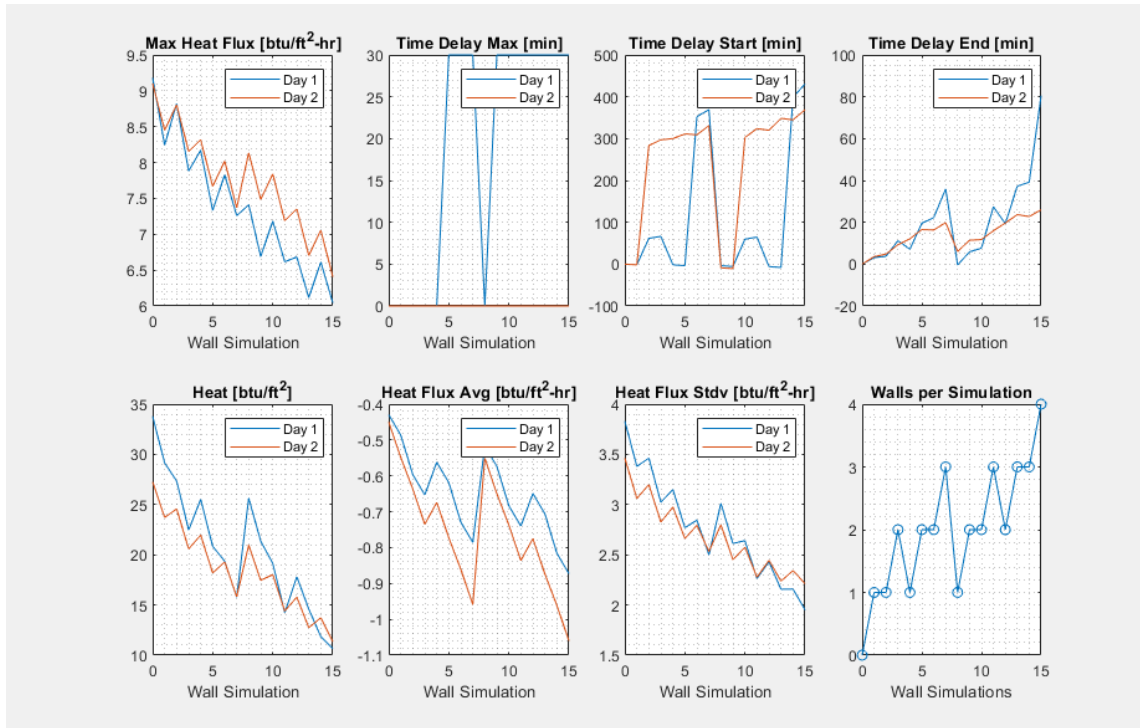 Max Heat Flux [btu/ft²-hr]
9.5
9
8.5
8
7.5
7
6.5
6
Day 1
Day 2
0 5 10 15
Wall Simulation
Time Delay Max [min]
30
25
20
15
10
5
0
Day 1
Day 2
0 5 10 15
Wall Simulation
Time Delay Start [min]
500
400
300
200
100
0
-100
Day 1
Day 2
0 5 10 15
Wall Simulation
Time Delay End [min]
100
80
60
40
20
0
-20
Day 1
Day 2
0 5 10 15
Wall Simulation
Heat [btu/ft²]
35
30
25
20
15
10
Day 1
Day 2
0 5 10 15
Wall Simulation
Heat Flux Avg [btu/ft²-hr]
-0.4
-0.5
-0.6
-0.7
-0.8
-0.9
-1
-1.1
Day 1
Day 2
0 5 10 15
Wall Simulation
Heat Flux Stdv [btu/ft²-hr]
4
3.5
3
2.5
2
1.5
Day 1
Day 2
0 5 10 15
Wall Simulation
Walls per Simulation
4
3
2
1
0
0 5 10 15
Wall Simulations